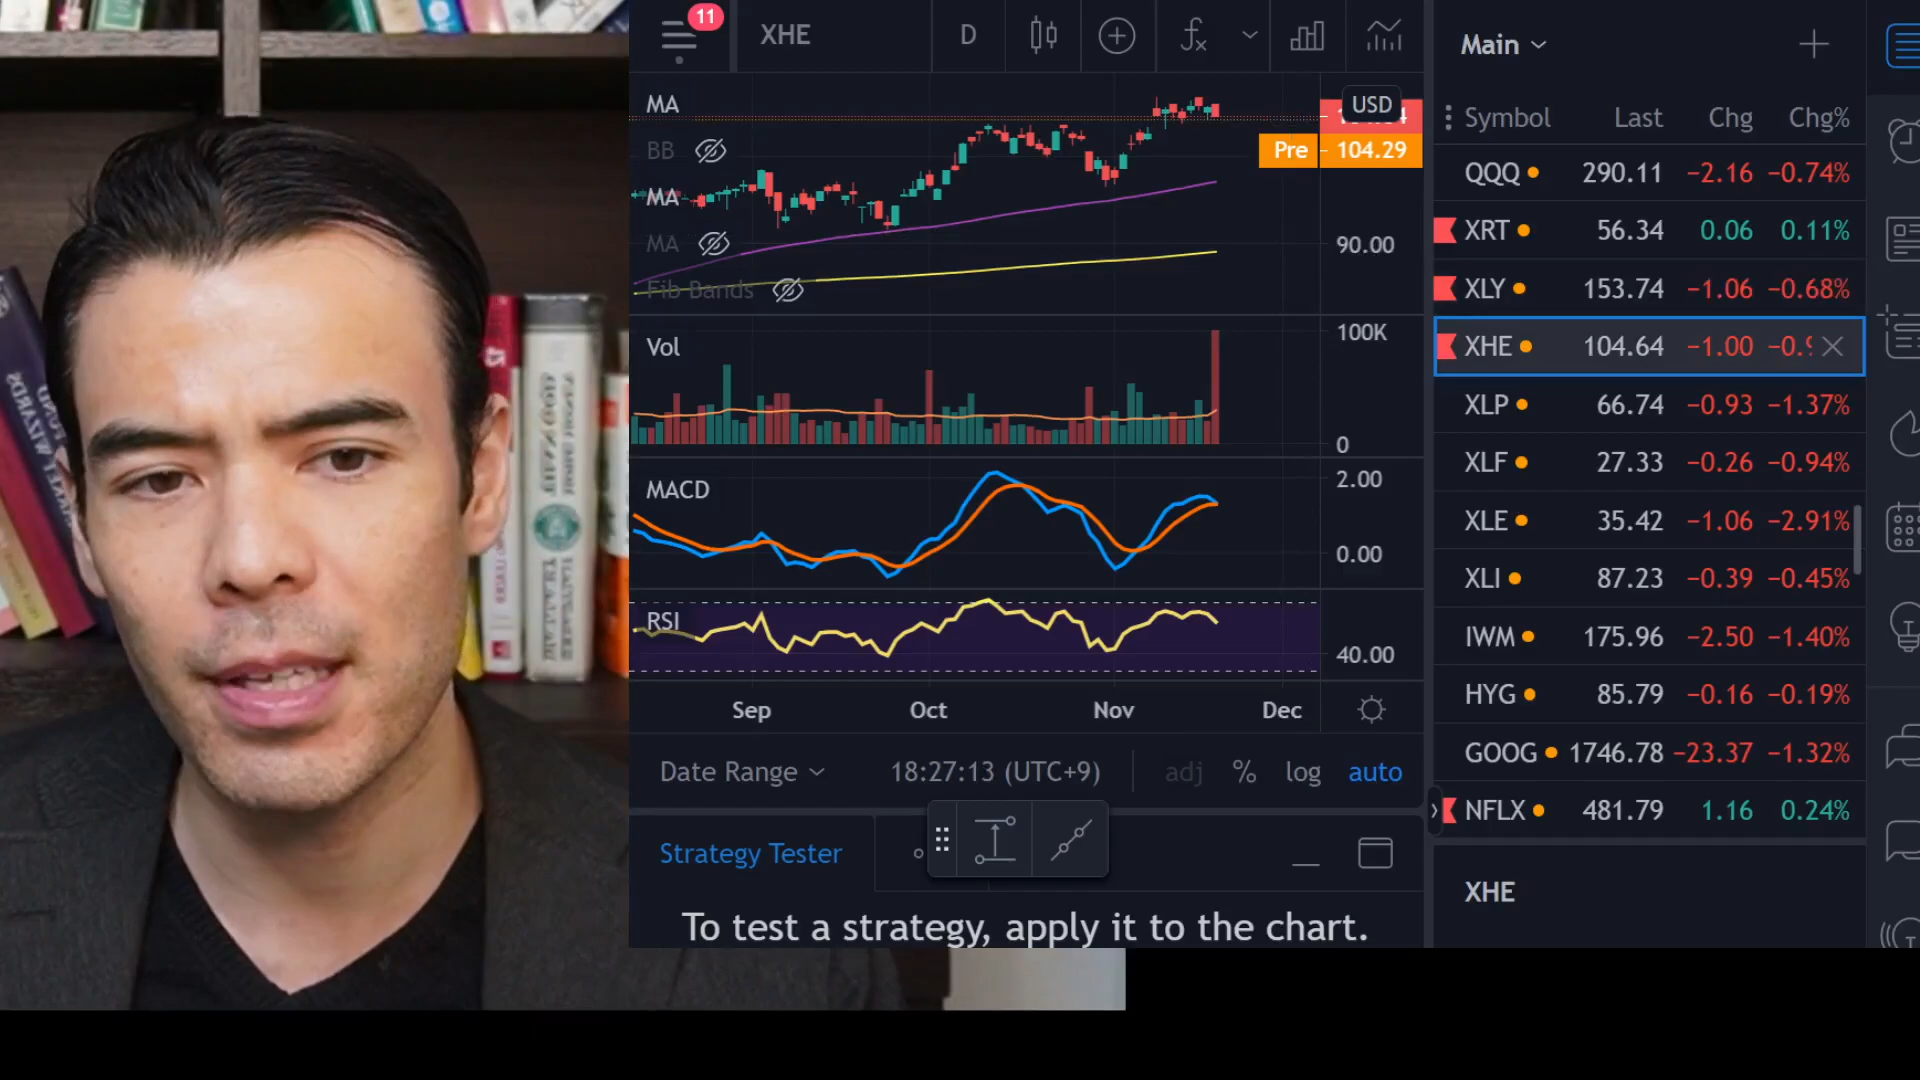 11
XHE
D
MA
USD
BB
Pre
104.29
MA
MA
90.00
Fib Bands
Vol
100K
0
MACD
2.00
0.00
RSI
40.00
Sep Oct Nov Dec
Date Range
18:27:13 (UTC+9)
adj % log auto
Strategy Tester
To test a strategy, apply it to the chart.
Main
Symbol Last Chg Chg%
QQQ 290.11 −2.16 −0.74%
XRT 56.34 0.06 0.11%
XLY 153.74 −1.06 −0.68%
XHE 104.64 −1.00
XLP 66.74 −0.93 −1.37%
XLF 27.33 −0.26 −0.94%
XLE 35.42 −1.06 −2.91%
XLI 87.23 −0.39 −0.45%
IWM 175.96 −2.50 −1.40%
HYG 85.79 −0.16 −0.19%
GOOG 1746.78 −23.37 −1.32%
NFLX 481.79 1.16 0.24%
XHE